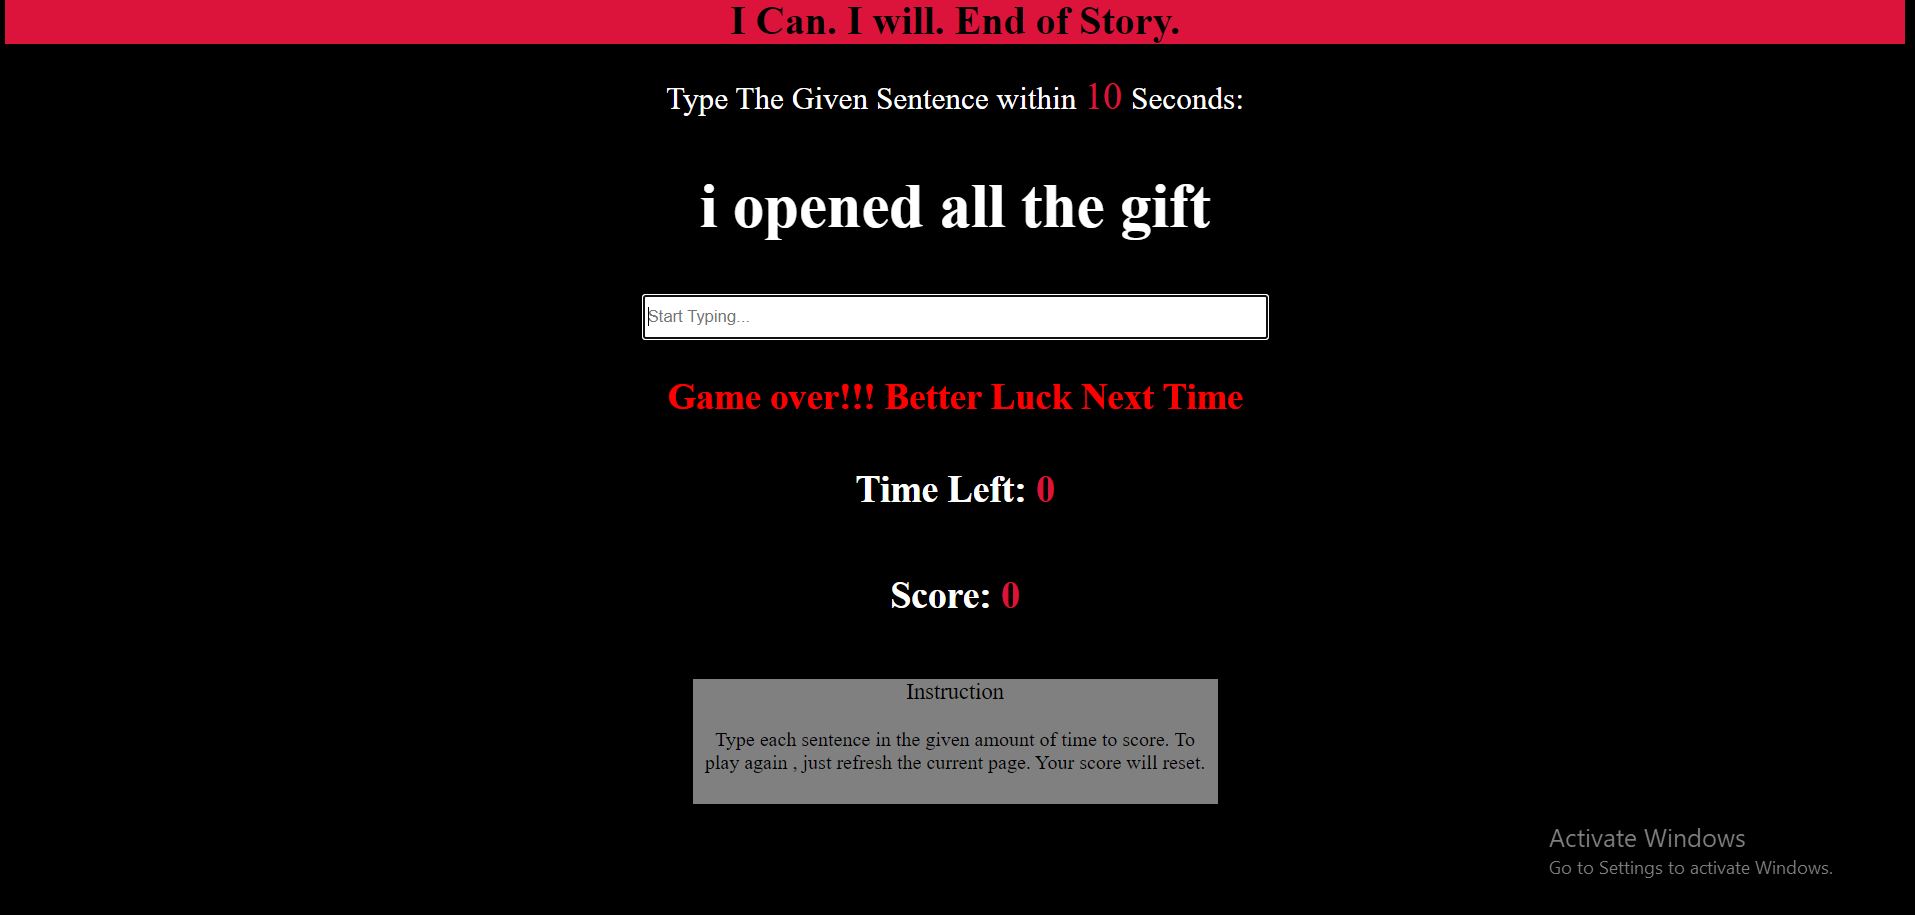 I Can. I will. End of Story.
Type The Given Sentence within 10 Seconds:
i opened all the gift
Start Typing...
Game over!!! Better Luck Next Time
Time Left: 0
Score: 0
Instruction
Type each sentence in the given amount of time to score. To
play again , just refresh the current page. Your score will reset.
Activate Windows
Go to Settings to activate Windows.